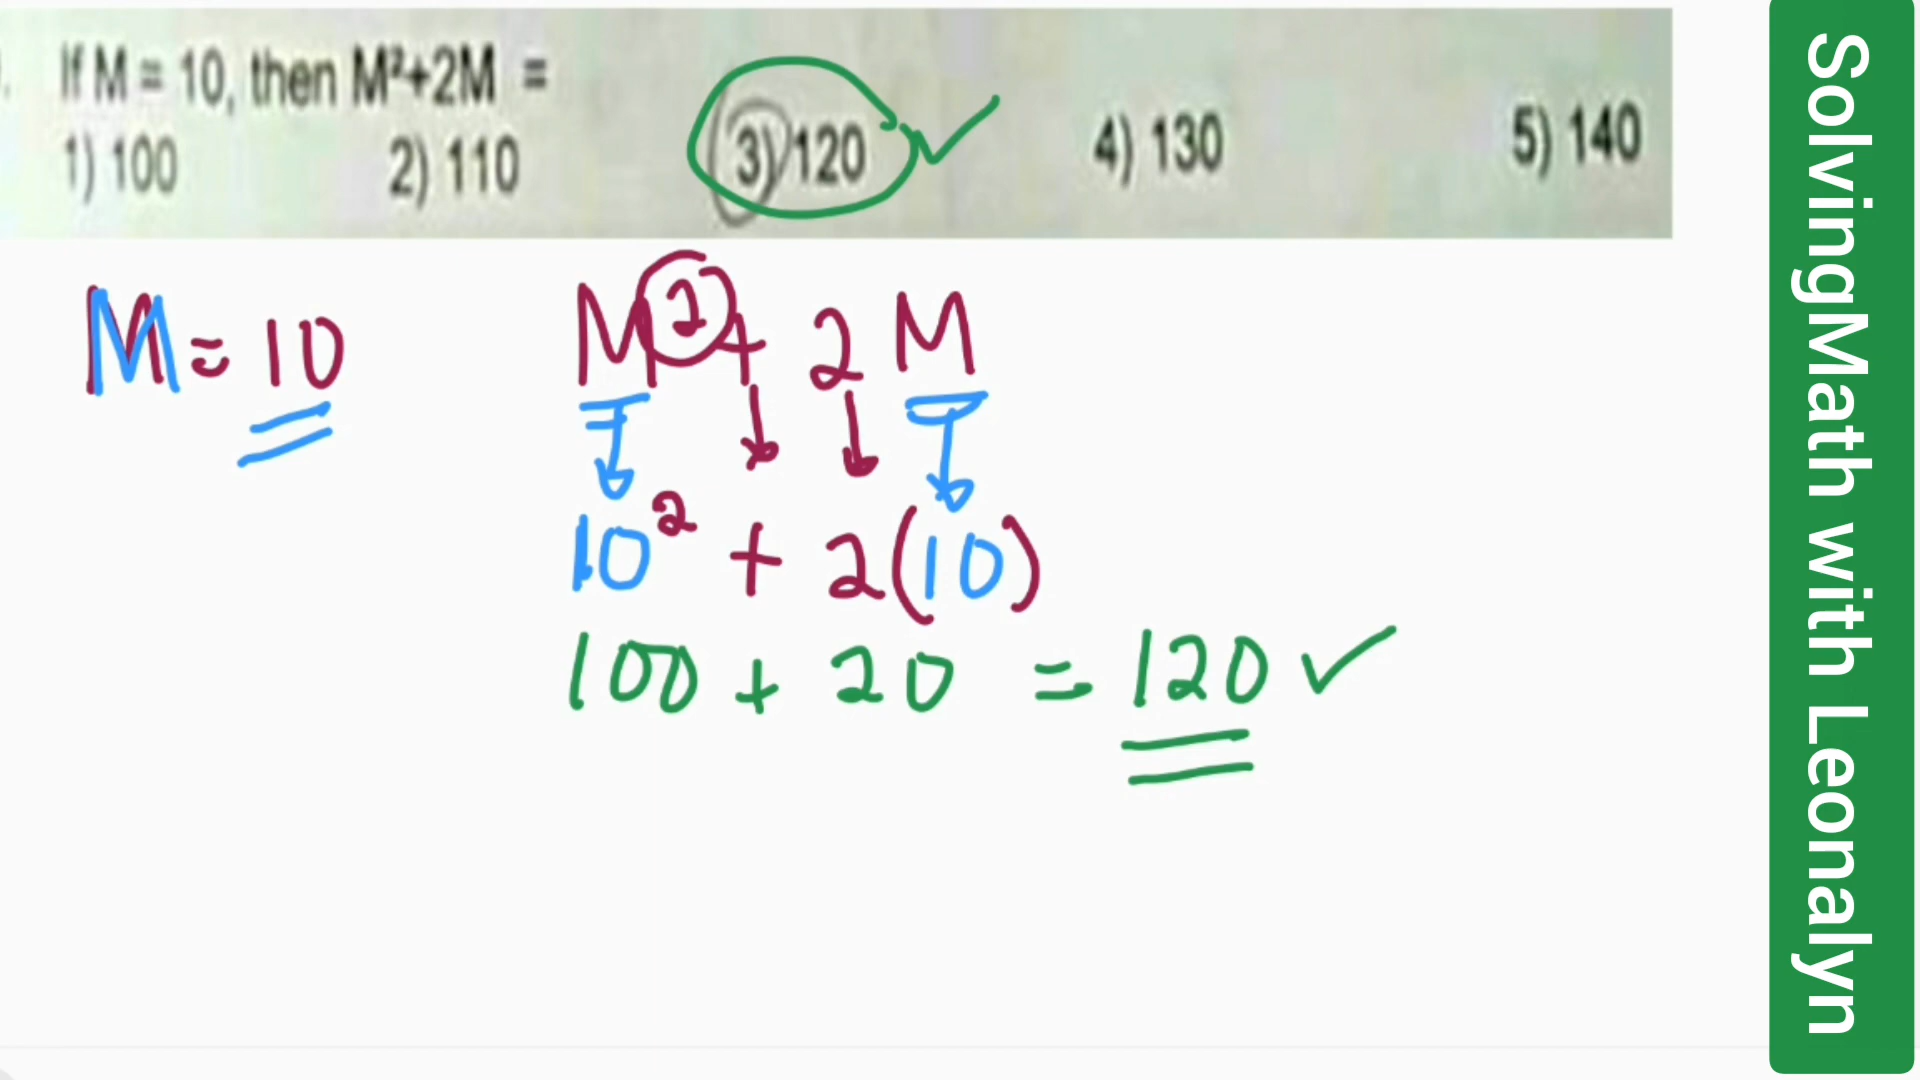 If M = 10, then M²+2M =
1) 100 2) 110 3) 120 4) 130 5) 140
M = 10 M² + 2M
10² + 2(10)
100 + 20 = 120 ✓
SolvingMath with Leonalyn